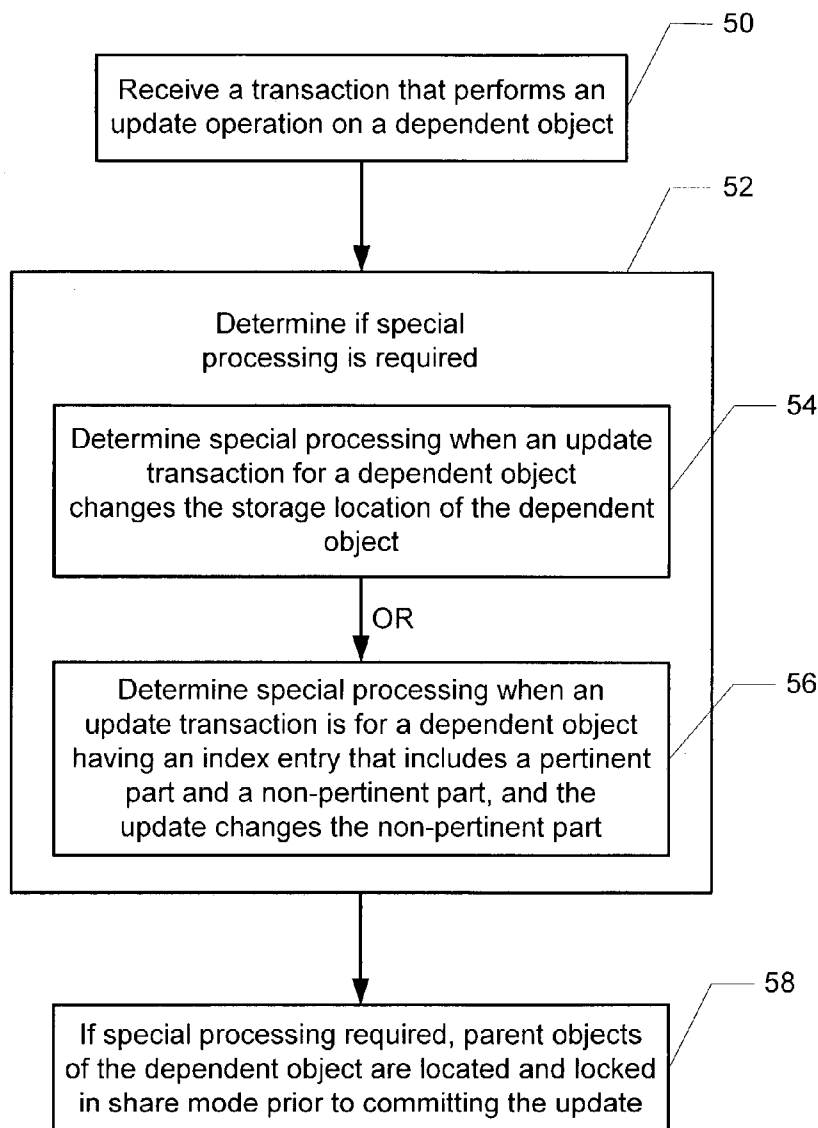 50
Receive a transaction that performs an
update operation on a dependent object
52
Determine if special
processing is required
54
Determine special processing when an update
transaction for a dependent object
changes the storage location of the dependent
object
OR
56
Determine special processing when an
update transaction is for a dependent object
having an index entry that includes a pertinent
part and a non-pertinent part, and the
update changes the non-pertinent part
58
If special processing required, parent objects
of the dependent object are located and locked
in share mode prior to committing the update